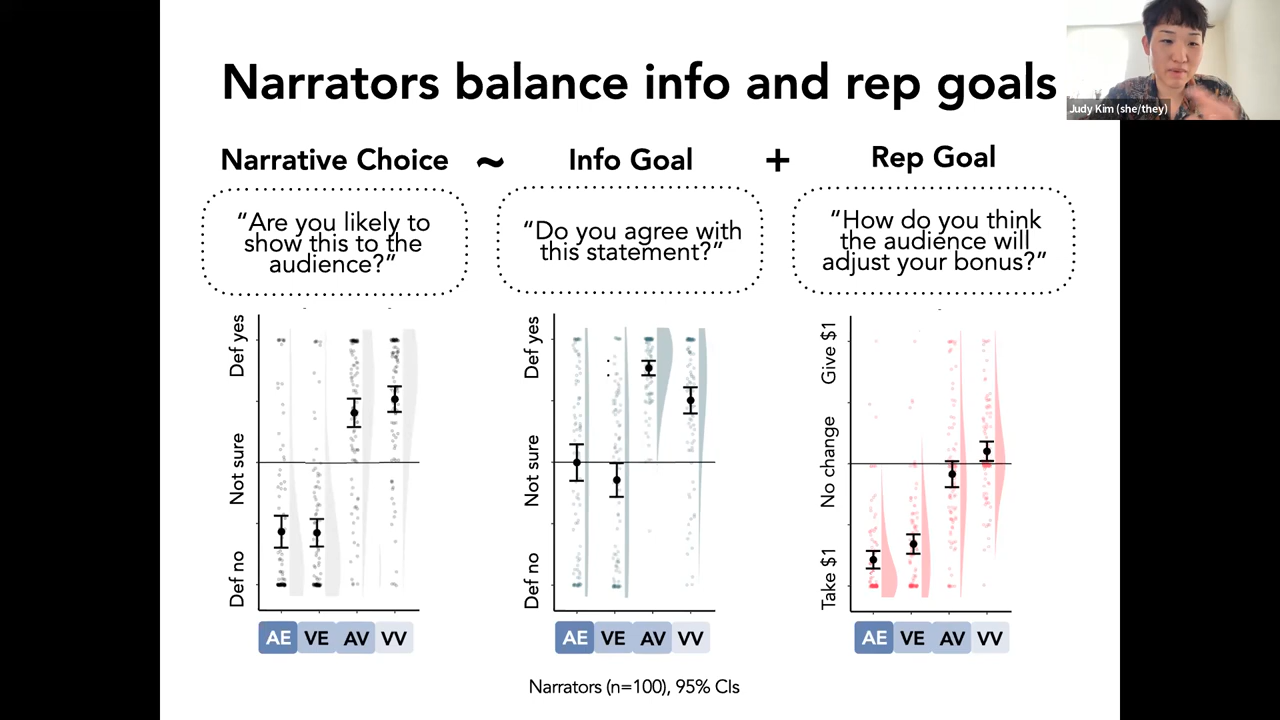 Narrators balance info and rep goals
Judy Kim (she/they)
Narrative Choice ~ Info Goal + Rep Goal
“Are you likely to
show this to the
audience?”
“Do you agree with
this statement?”
“How do you think
the audience will
adjust your bonus?”
Def yes
Not sure
Def no
AE VE AV VV
Def yes
Not sure
Def no
AE VE AV VV
Give $1
No change
Take $1
AE VE AV VV
Narrators (n=100), 95% CIs